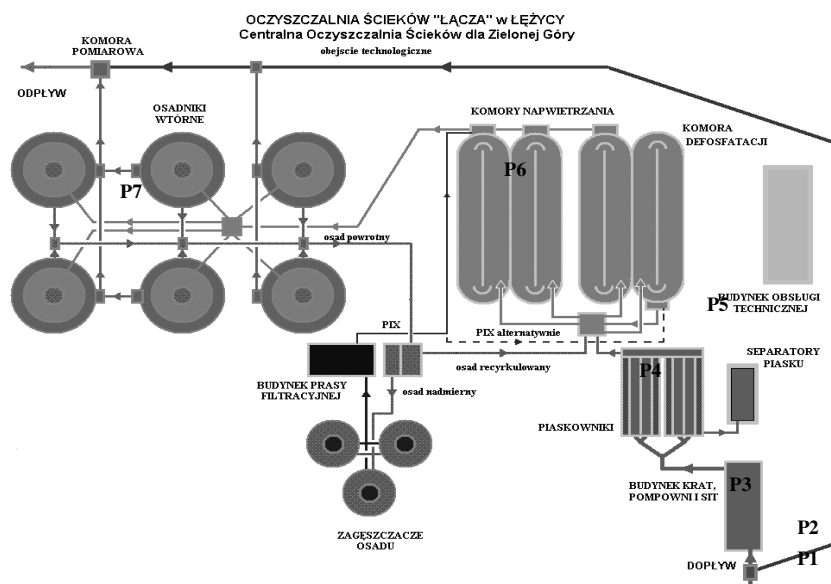 OCZYSZCZALNIA ŚCIEKÓW "ŁĄCZA" w ŁĘŻYCY
Centralna Oczyszczalnia Ścieków dla Zielonej Góry
KOMORA
POMIAROWA
obejscie technologiczne
ODPŁYW
OSADNIKI
WTÓRNE
KOMORY NAPWIETRZANIA
KOMORA
DEFOSFATACJI
P6
P7
osad powrotny
P5
BUDYNEK OBSŁUGI
TECHNICZNEJ
PIX
PIX alternatywnie
SEPARATORY
PIASKU
osad recyrkulowany
P4
BUDYNEK PRASY
FILTRACYJNEJ
osad nadmierny
PIASKOWNIKI
BUDYNEK KRAT,
POMPOWNI I SIT
P3
ZAGĘSZCZACZE
OSADU
P2
P1
DOPŁYW